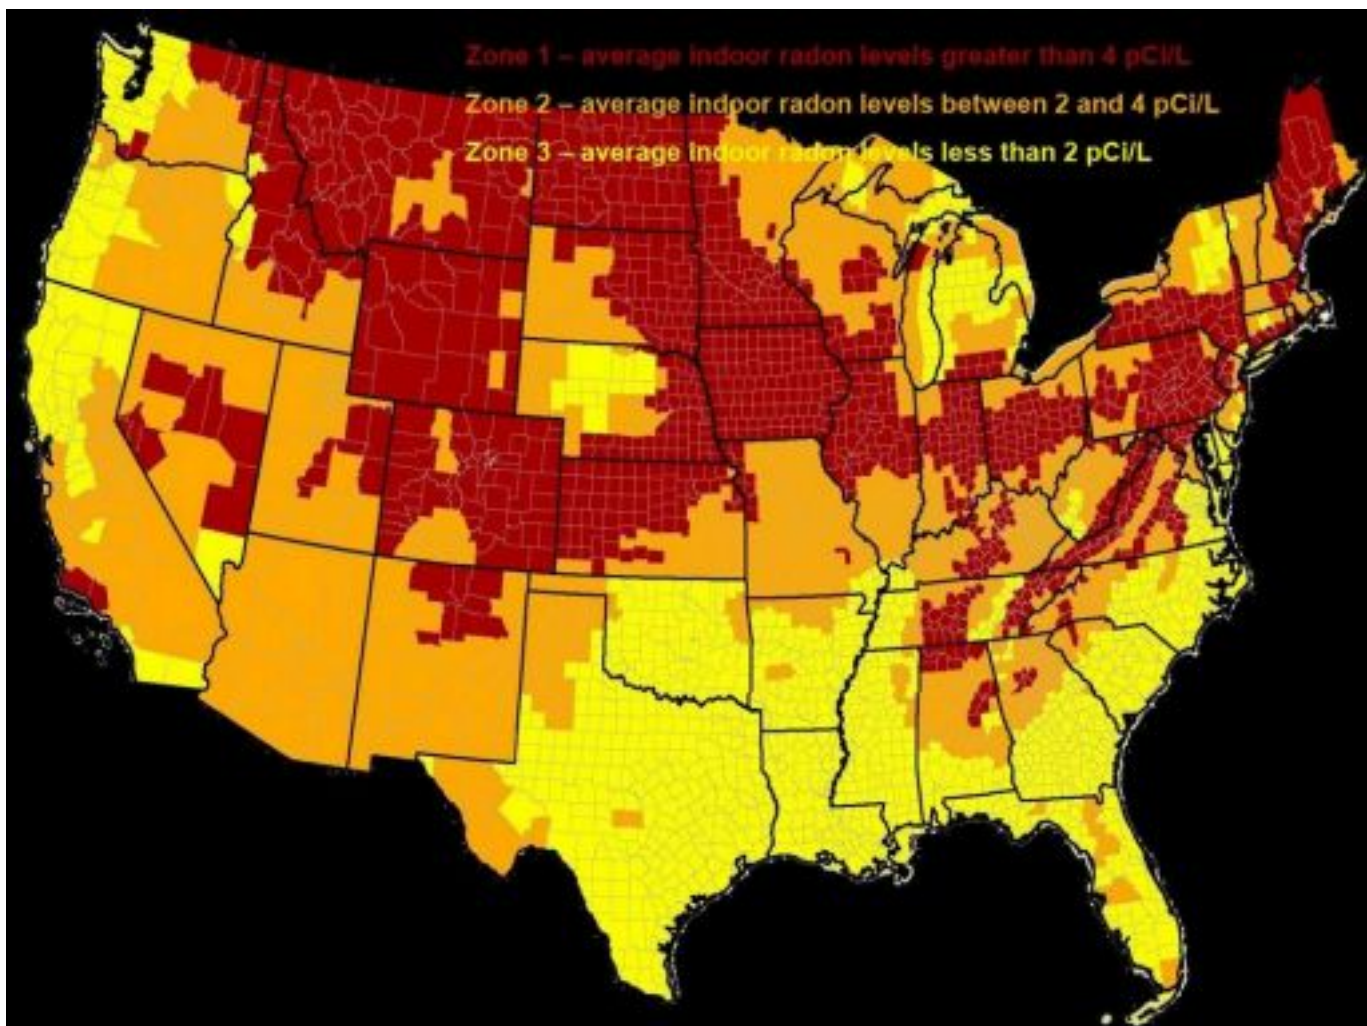 Zone 1 – average indoor radon levels greater than 4 pCi/L
Zone 2 – average indoor radon levels between 2 and 4 pCi/L
Zone 3 – average indoor radon levels less than 2 pCi/L